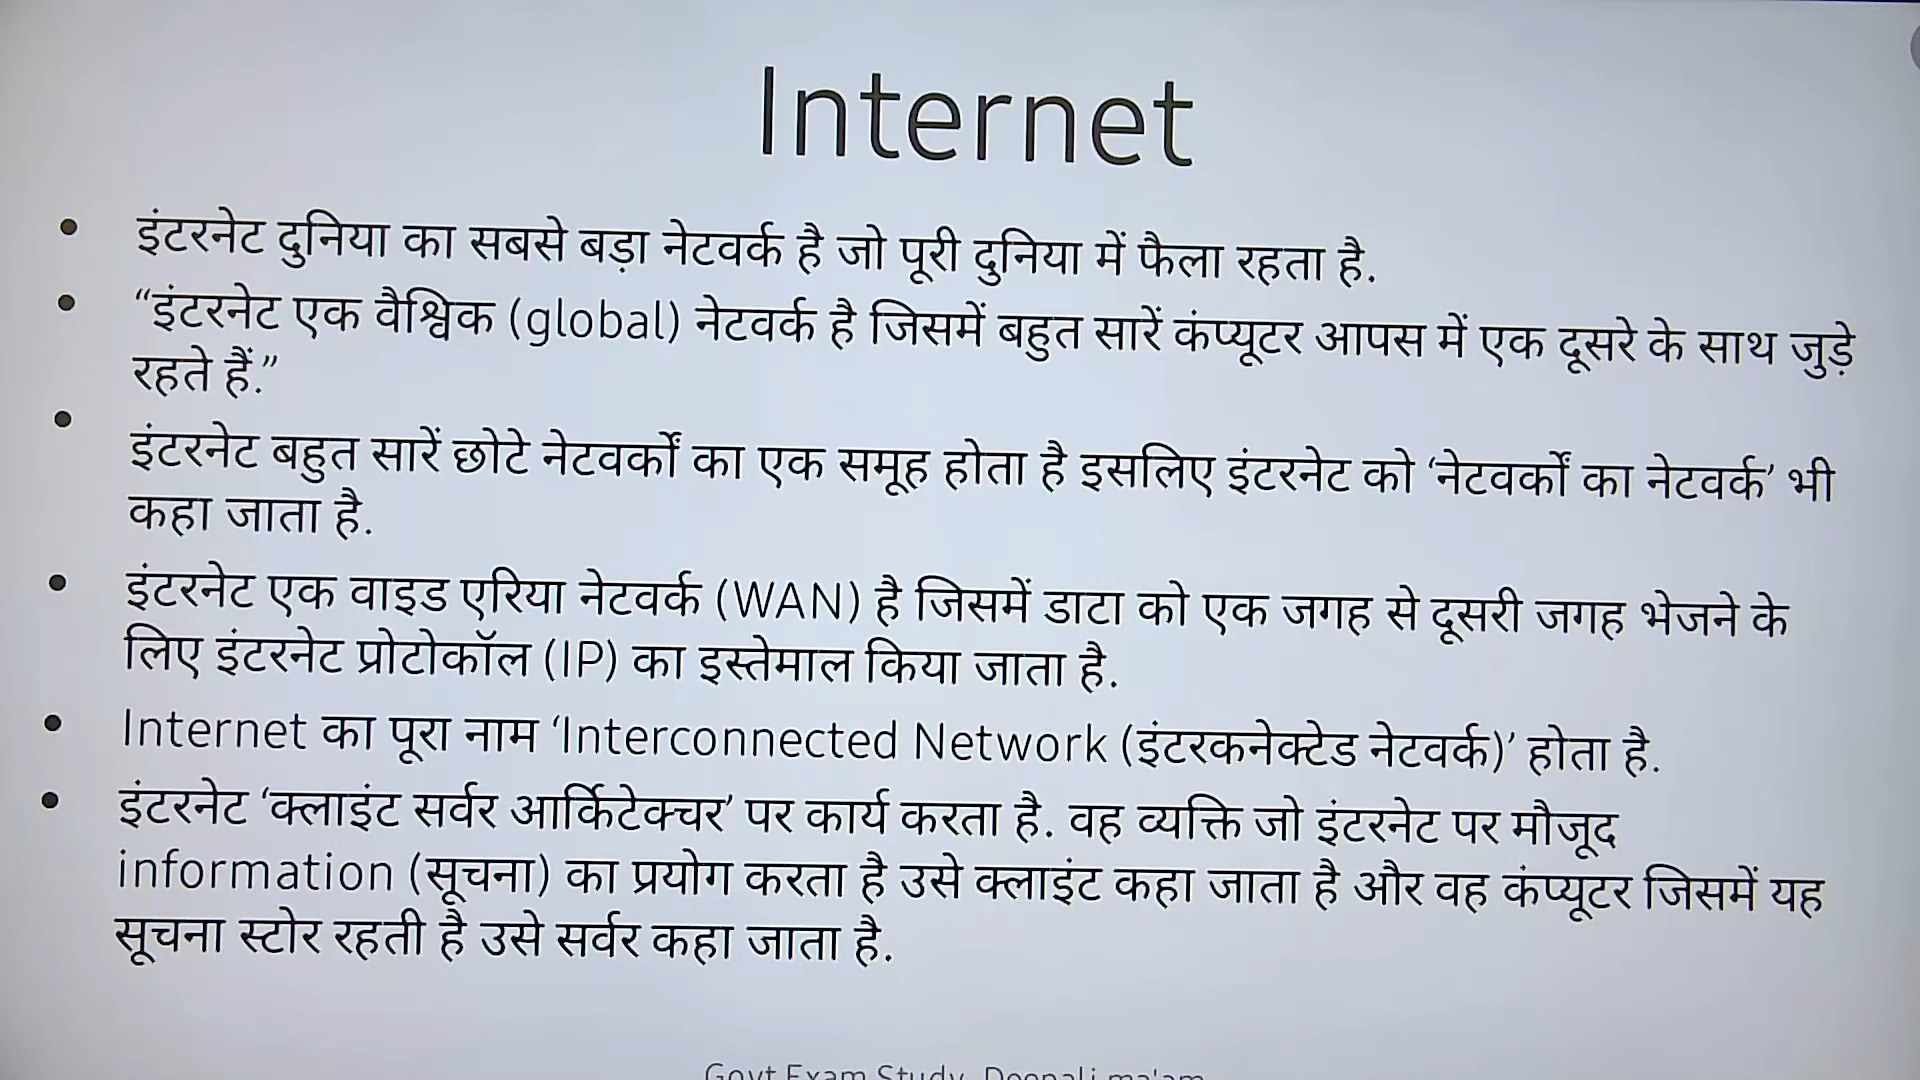 Internet
• इंटरनेट दुनिया का सबसे बड़ा नेटवर्क है जो पूरी दुनिया में फैला रहता है.
• “इंटरनेट एक वैश्विक (global) नेटवर्क है जिसमें बहुत सारें कंप्यूटर आपस में एक दूसरे के साथ जुड़े
रहते हैं.”
• इंटरनेट बहुत सारें छोटे नेटवर्कों का एक समूह होता है इसलिए इंटरनेट को ‘नेटवर्कों का नेटवर्क’ भी
कहा जाता है.
• इंटरनेट एक वाइड एरिया नेटवर्क (WAN) है जिसमें डाटा को एक जगह से दूसरी जगह भेजने के
लिए इंटरनेट प्रोटोकॉल (IP) का इस्तेमाल किया जाता है.
• Internet का पूरा नाम ‘Interconnected Network (इंटरकनेक्टेड नेटवर्क)’ होता है.
• इंटरनेट ‘क्लाइंट सर्वर आर्किटेक्चर’ पर कार्य करता है. वह व्यक्ति जो इंटरनेट पर मौजूद
information (सूचना) का प्रयोग करता है उसे क्लाइंट कहा जाता है और वह कंप्यूटर जिसमें यह
सूचना स्टोर रहती है उसे सर्वर कहा जाता है.
Govt Exam Study, Deepali ma'am